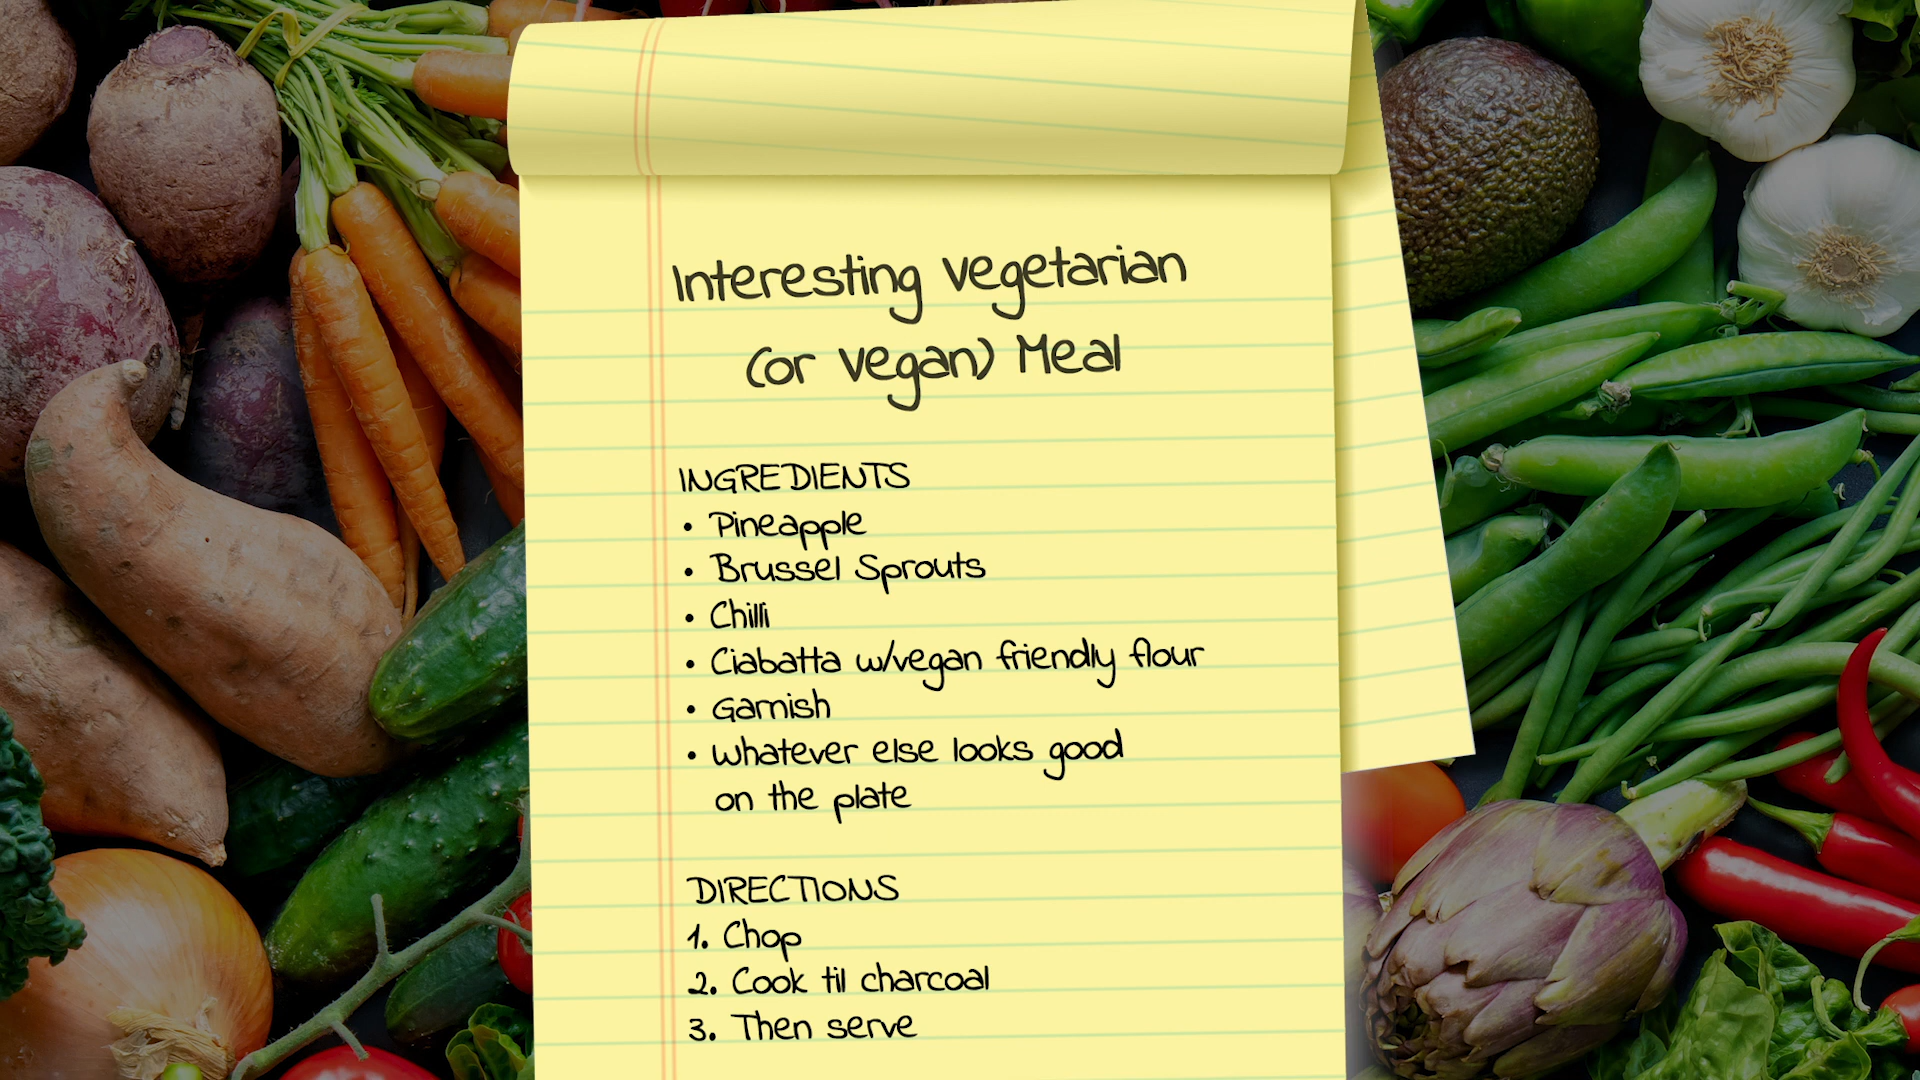 Interesting Vegetarian
(or Vegan) Meal
INGREDIENTS
• Pineapple
• Brussel Sprouts
• Chilli
• Ciabatta w/vegan friendly flour
• Garnish
• Whatever else looks good
on the plate
DIRECTIONS
1. Chop
2. Cook til charcoal
3. Then serve